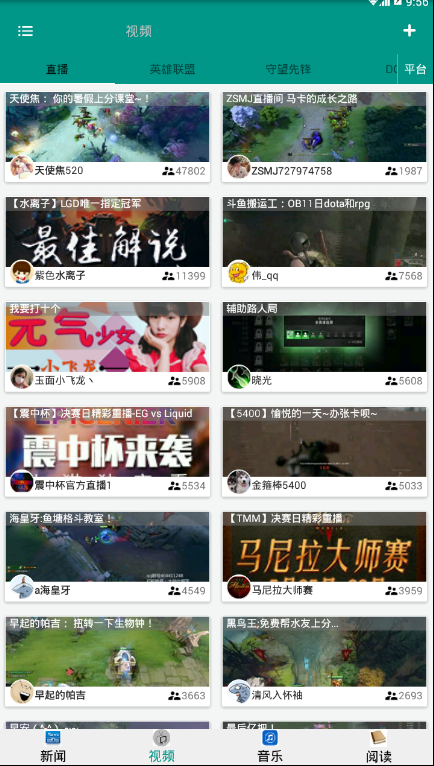 9:56
视频
直播
英雄联盟
守望先锋
平台
天使焦： 你的暑假上分课堂~！
天使焦520
47802
ZSMJ直播间 马卡的成长之路
ZSMJ727974758
1987
【水离子】LGD唯一指定冠军
最佳解说
紫色水离子
11399
斗鱼搬运工：OB11日dota和rpg
伟_qq
7568
我要打十个
元气少女
小飞龙
玉面小飞龙丶
5908
辅助路人局
晓光
5608
【震中杯】决赛日精彩重播-EG vs Liquid
震中杯来袭
震中杯官方直播1
5534
【5400】愉悦的一天~办张卡呗~
金箍棒5400
5033
海皇牙:鱼塘格斗教室！
a海皇牙
4549
【TMM】决赛日精彩重播
马尼拉大师赛
马尼拉大师赛
3959
早起的帕吉： 扭转一下生物钟！
早起的帕吉
3663
黑鸟王;免费帮水友上分...
清风入怀袖
2693
新闻
视频
音乐
阅读